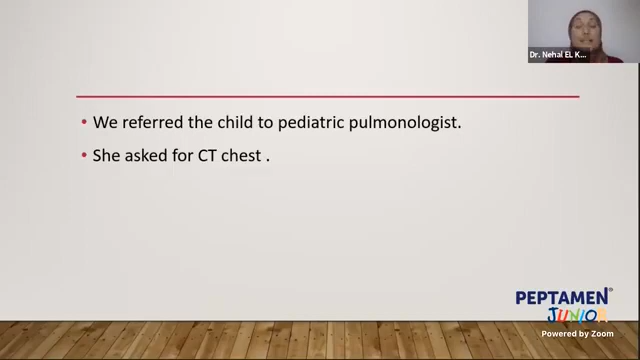 Dr. Nehal EL K...
• We referred the child to pediatric pulmonologist.
• She asked for CT chest .
PEPTAMEN®
JUNIOR
Powered by Zoom